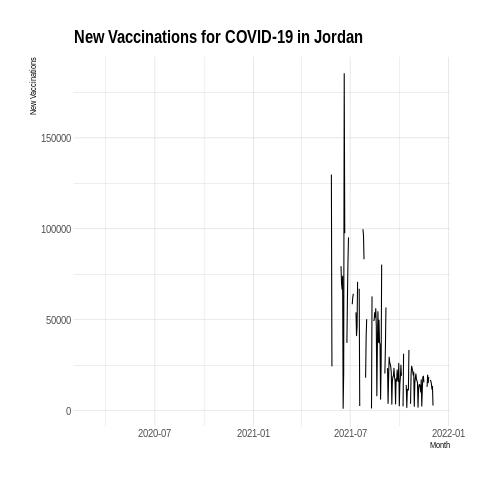 New Vaccinations for COVID-19 in Jordan
New Vaccinations
150000
100000
50000
0
2020-07
2021-01
2021-07
2022-01
Month